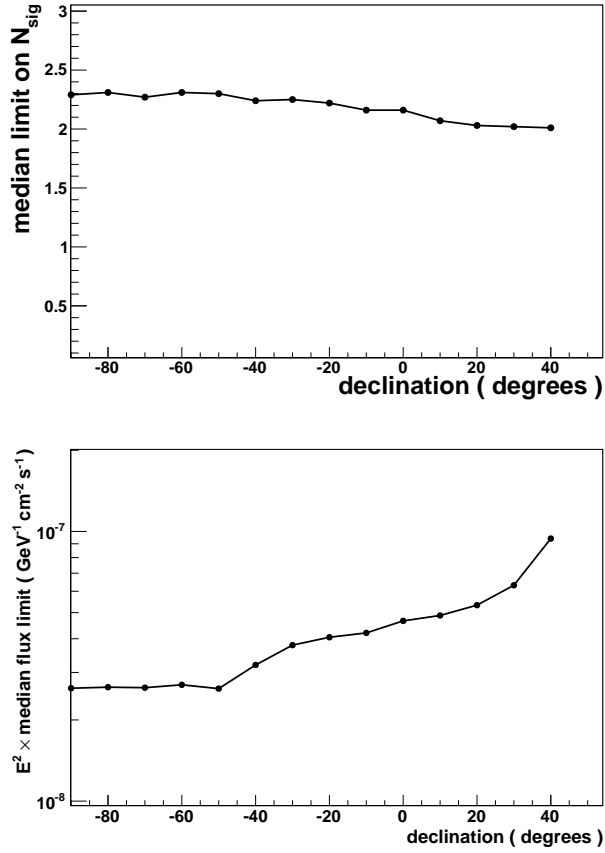 median limit on N_sig
3
2.5
2
1.5
1
0.5
-80 -60 -40 -20 0 20 40
declination ( degrees )
E² × median flux limit ( GeV⁻¹ cm⁻² s⁻¹)
10⁻⁷
10⁻⁸
-80 -60 -40 -20 0 20 40
declination ( degrees )